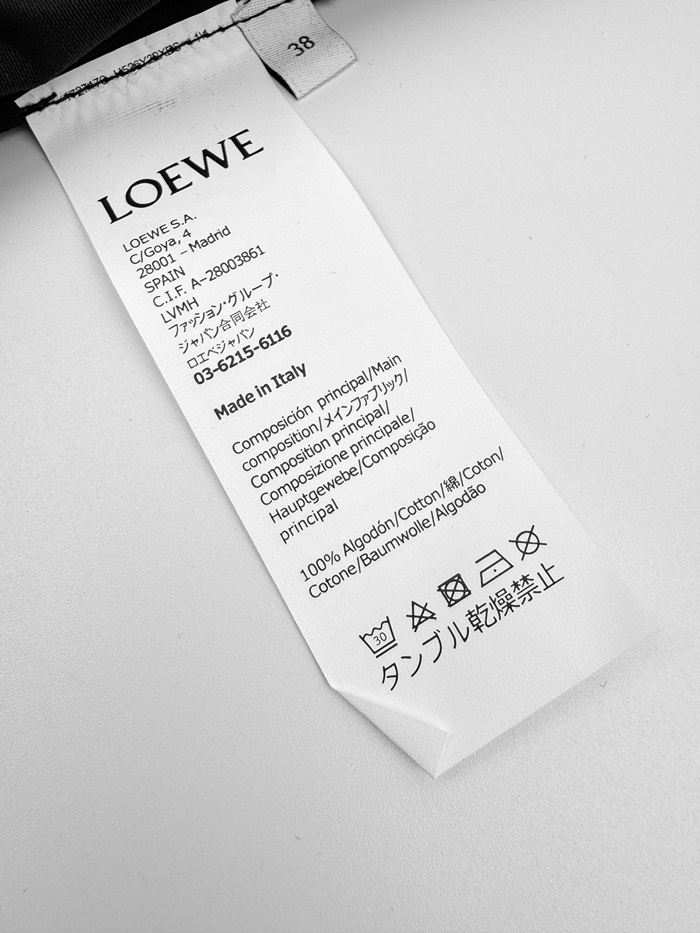 38
LOEWE
LOEWE S.A.
C/Goya, 4
28001 – Madrid
SPAIN
C.I.F. A-28003861
LVMH
ファッション・グループ・
ジャパン合同会社
ロエベジャパン
03-6215-6116
Made in Italy
Composición principal/Main
composition/メインファブリック/
Composition principal/
Composizione principale/
Hauptgewebe/Composição
principal
100% Algodón/Cotton/綿/Coton/
Cotone/Baumwolle/Algodão
30
タンブル乾燥禁止